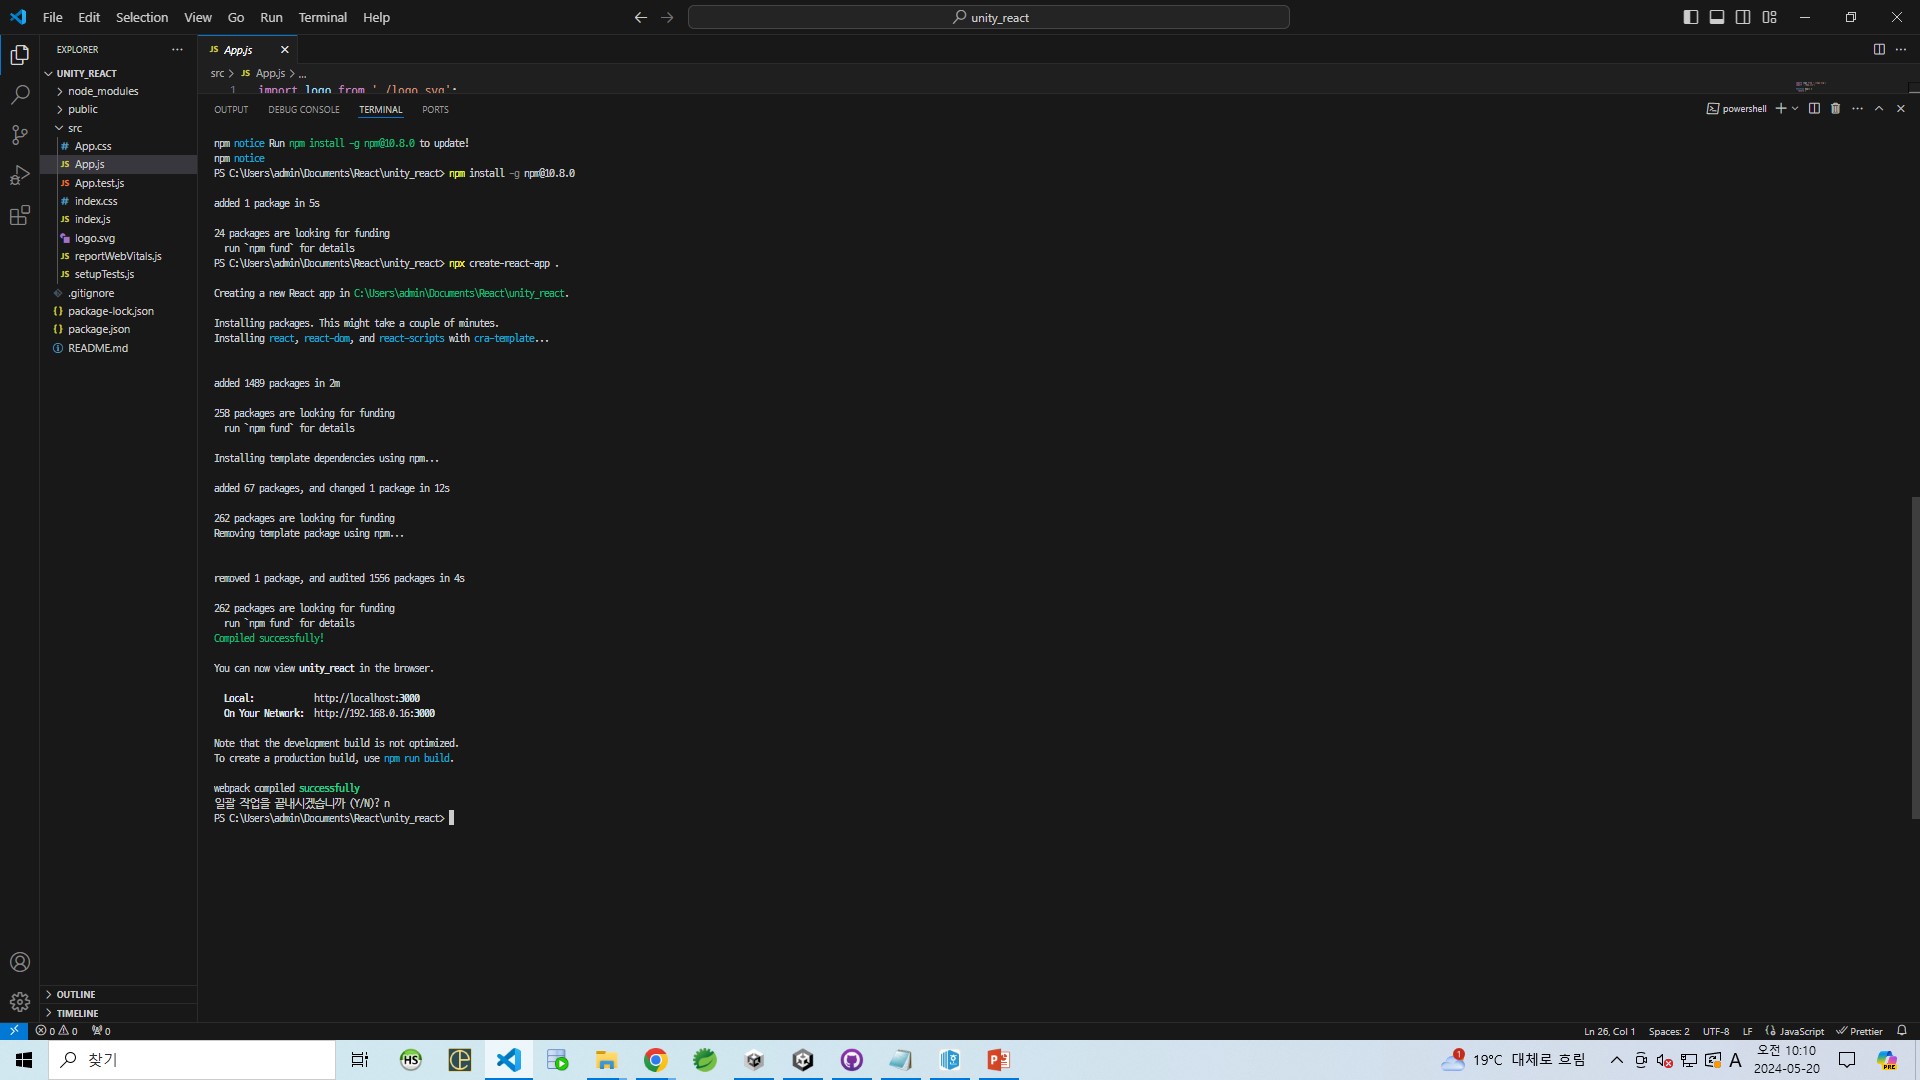 File Edit Selection View Go Run Terminal Help
unity_react
EXPLORER
App.js
UNITY_REACT
src > JS App.js > ...
node_modules
1 import logo from './logo.svg';
public
OUTPUT DEBUG CONSOLE TERMINAL PORTS
powershell
src
# App.css
JS App.js
JS App.test.js
# index.css
JS index.js
logo.svg
JS reportWebVitals.js
JS setupTests.js
.gitignore
{} package-lock.json
{} package.json
README.md
npm notice Run npm install -g npm@10.8.0 to update!
npm notice
PS C:\Users\admin\Documents\React\unity_react> npm install -g npm@10.8.0
added 1 package in 5s
24 packages are looking for funding
run `npm fund` for details
PS C:\Users\admin\Documents\React\unity_react> npx create-react-app .
Creating a new React app in C:\Users\admin\Documents\React\unity_react.
Installing packages. This might take a couple of minutes.
Installing react, react-dom, and react-scripts with cra-template...
added 1489 packages in 2m
258 packages are looking for funding
run `npm fund` for details
Installing template dependencies using npm...
added 67 packages, and changed 1 package in 12s
262 packages are looking for funding
Removing template package using npm...
removed 1 package, and audited 1556 packages in 4s
262 packages are looking for funding
run `npm fund` for details
Compiled successfully!
You can now view unity_react in the browser.
Local: http://localhost:3000
On Your Network: http://192.168.0.16:3000
Note that the development build is not optimized.
To create a production build, use npm run build.
webpack compiled successfully
일괄 작업을 끝내시겠습니까 (Y/N)? n
PS C:\Users\admin\Documents\React\unity_react>
OUTLINE
TIMELINE
0 0 0
Ln 26, Col 1 Spaces: 2 UTF-8 LF {} JavaScript Prettier
찾기
HS
1
19°C 대체로 흐림
A
오전 10:10
2024-05-20
PRE